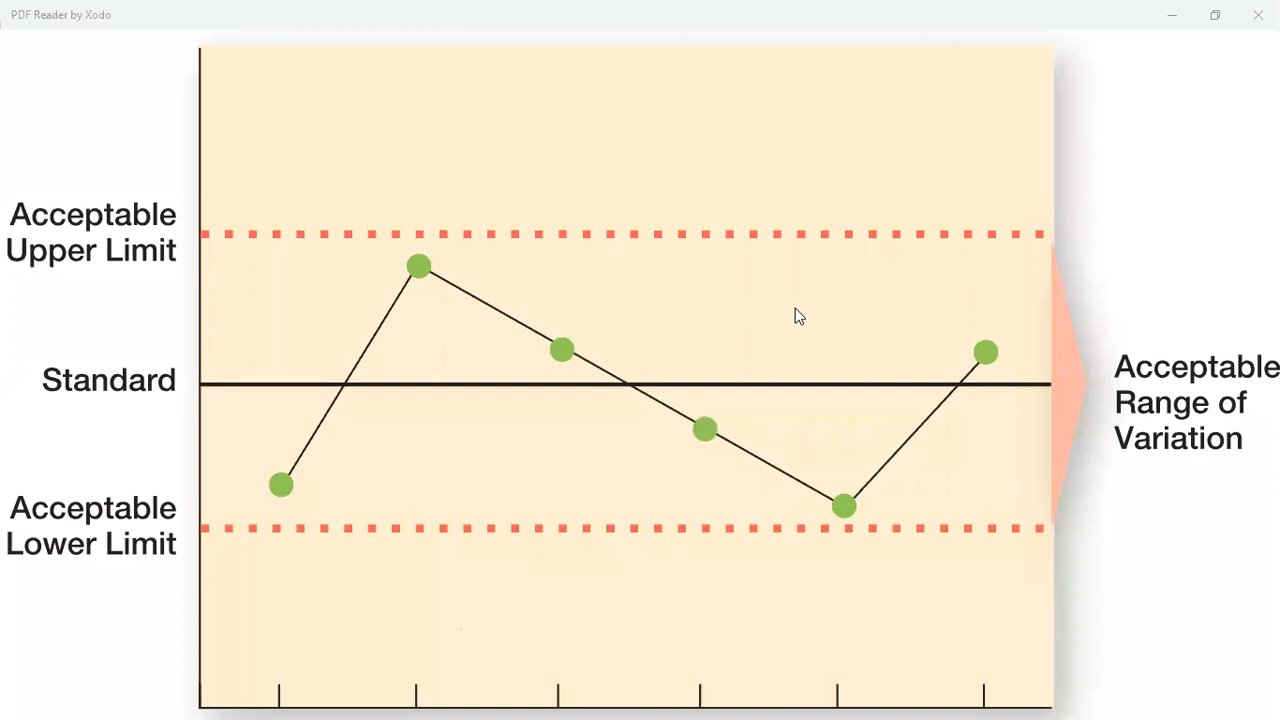 PDF Reader by Xodo
Acceptable
Upper Limit
Standard
Acceptable
Lower Limit
Acceptable
Range of
Variation